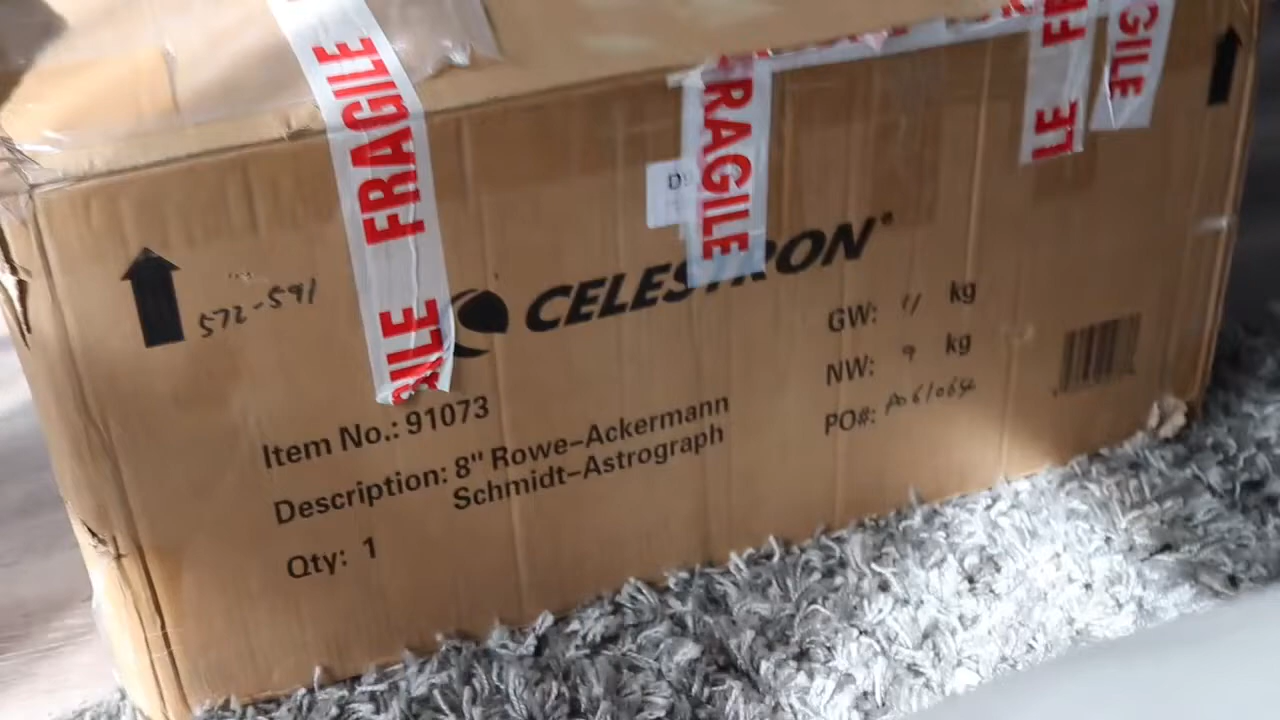 FRAGILE FRAGILE
FRAGILE
FRAGILE
572-591
CELESTRON
GW: 11 kg
NW: 9 kg
PO#:
Item No.: 91073
Description: 8" Rowe-Ackermann
Schmidt-Astrograph
Qty: 1